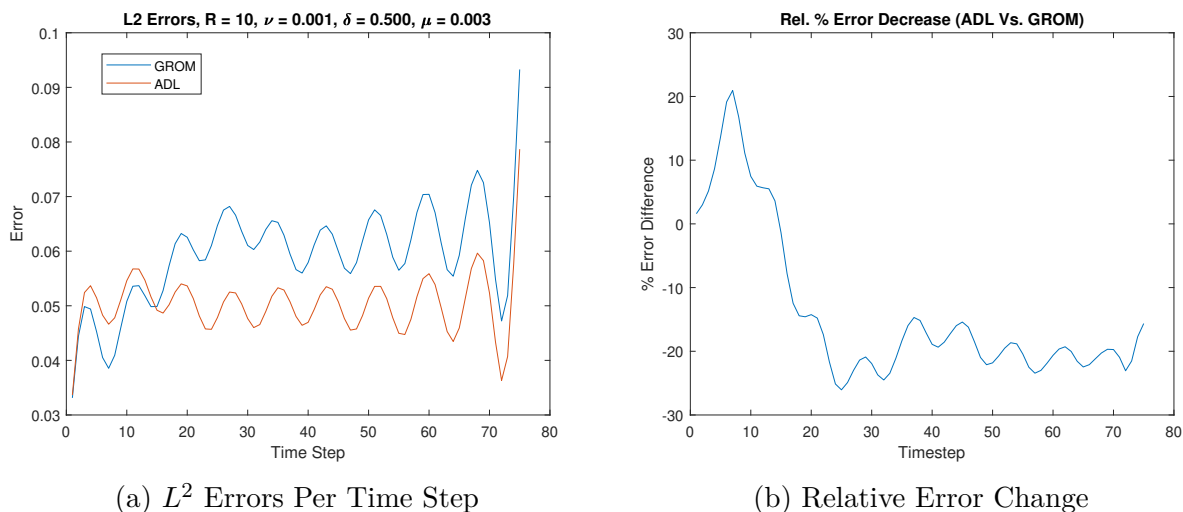 L2 Errors, R = 10, ν = 0.001, δ = 0.500, μ = 0.003
0.1
0.09
0.08
0.07
0.06
0.05
0.04
0.03
Error
GROM
ADL
0 10 20 30 40 50 60 70 80
Time Step
(a) L² Errors Per Time Step
Rel. % Error Decrease (ADL Vs. GROM)
30
20
10
0
-10
-20
-30
% Error Difference
0 10 20 30 40 50 60 70 80
Timestep
(b) Relative Error Change